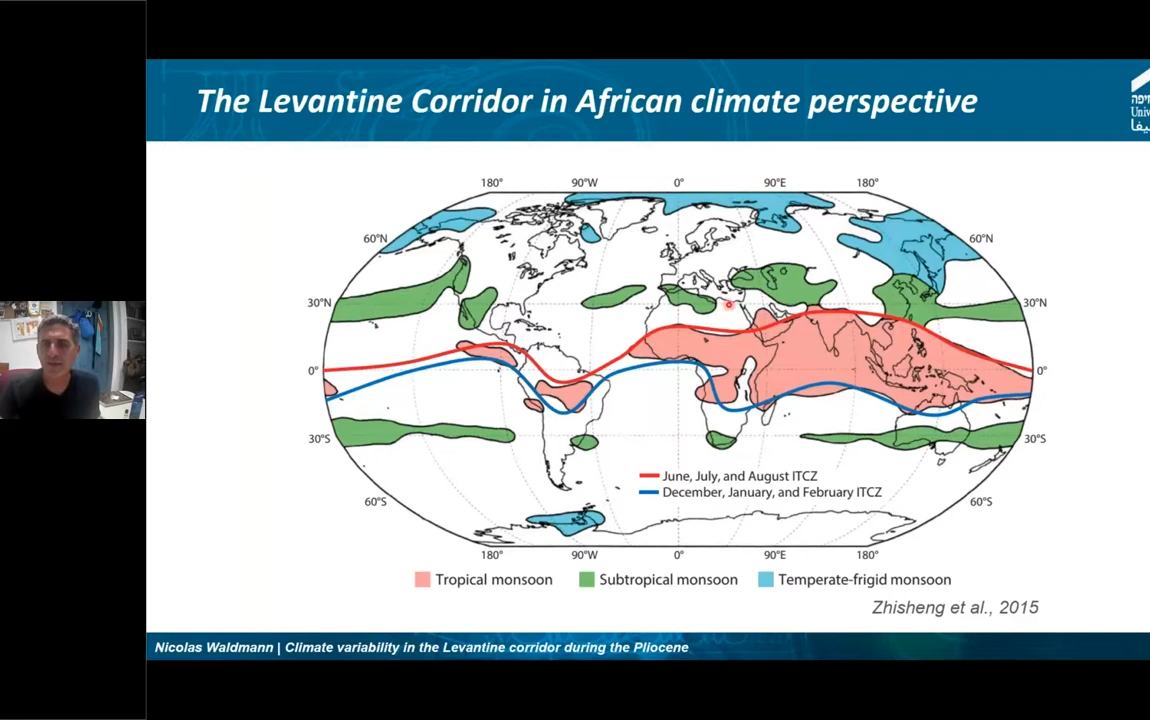 The Levantine Corridor in African climate perspective
180° 90°W 0° 90°E 180°
60°N 60°N
30°N 30°N
0° 0°
30°S 30°S
June, July, and August ITCZ
December, January, and February ITCZ
60°S 60°S
180° 90°W 0° 90°E 180°
Tropical monsoon Subtropical monsoon Temperate-frigid monsoon
Zhisheng et al., 2015
Nicolas Waldmann | Climate variability in the Levantine corridor during the Pliocene